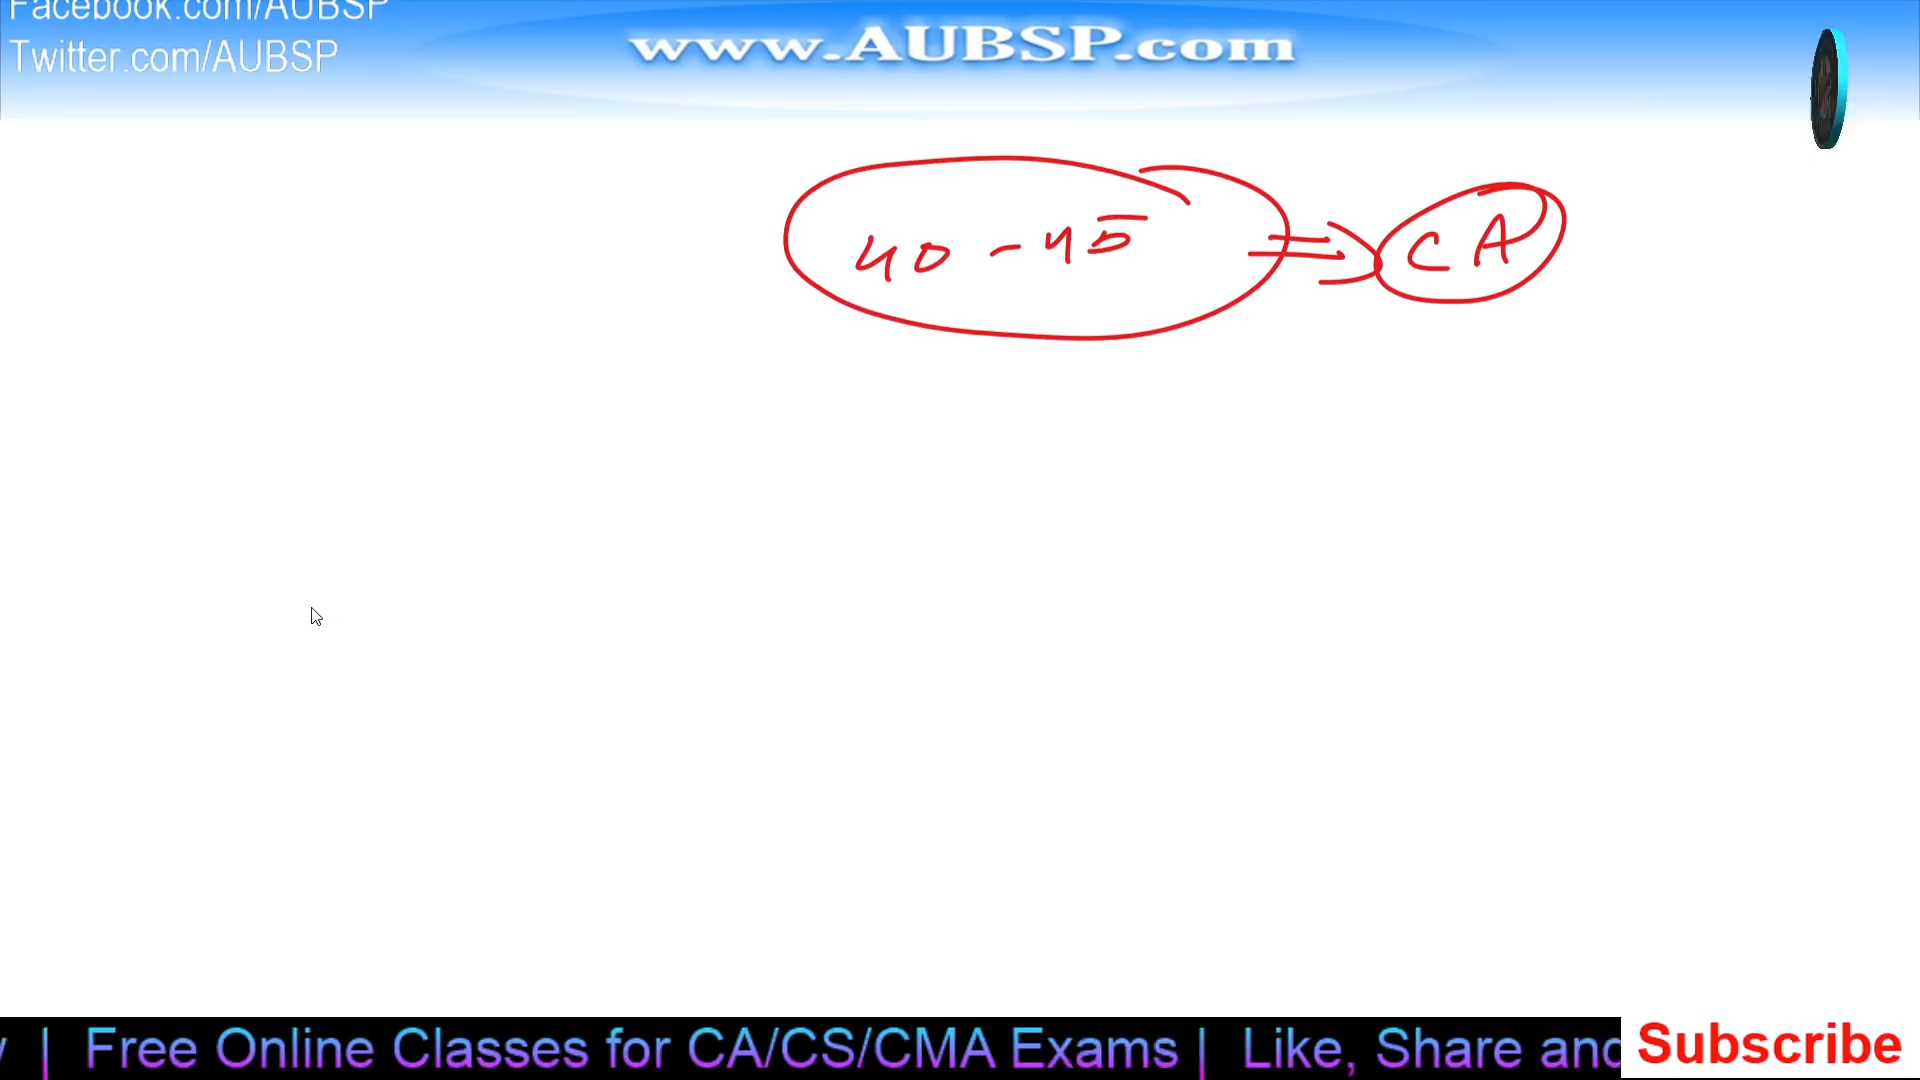 Facebook.com/AUBSP
Twitter.com/AUBSP
www.AUBSP.com
40 - 45 ⇒ CA
| Free Online Classes for CA/CS/CMA Exams | Like, Share and
Subscribe